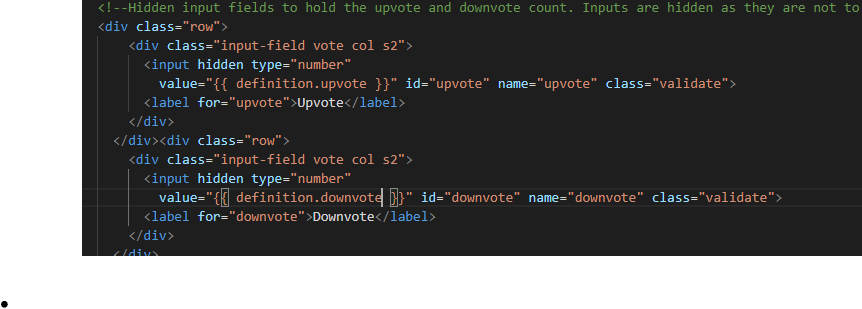 <!--Hidden input fields to hold the upvote and downvote count. Inputs are hidden as they are not to
<div class="row">
<div class="input-field vote col s2">
<input hidden type="number"
value="{{ definition.upvote }}" id="upvote" name="upvote" class="validate">
<label for="upvote">Upvote</label>
</div>
</div><div class="row">
<div class="input-field vote col s2">
<input hidden type="number"
value="{{ definition.downvote }}" id="downvote" name="downvote" class="validate">
<label for="downvote">Downvote</label>
</div>
</div>